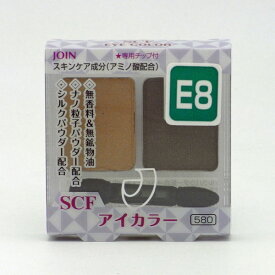 EYE COLOR
JOIN
★専用チップ付
スキンケア成分(アミノ酸配合)
E8
◇無香料&無鉱物油
◇ナノ粒子パウダー配合
◇シルクパウダー配合
SCF
アイカラー
580